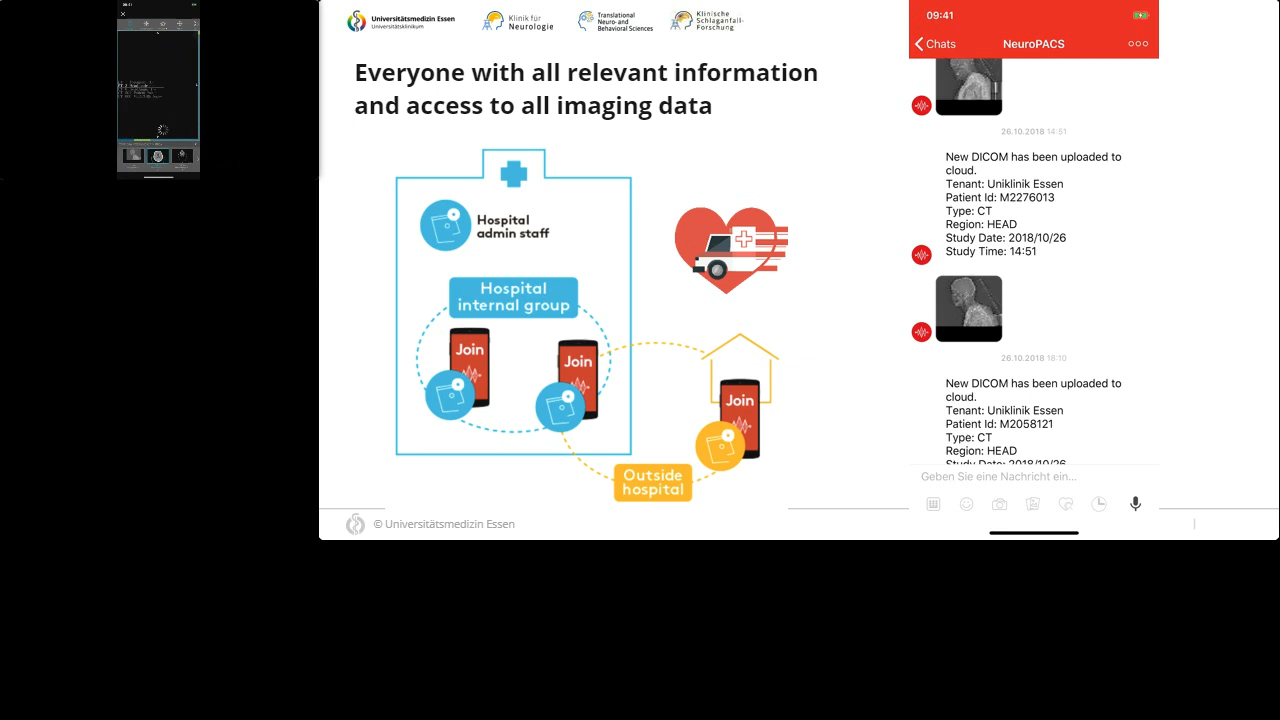 Universitätsmedizin Essen
Universitätsklinikum
Klinik für
Neurologie
Translational
Neuro- and
Behavioral Sciences
Klinische
Schlaganfall-
Forschung
Everyone with all relevant information
and access to all imaging data
Hospital
admin staff
Hospital
internal group
Join
Join
Join
Outside
hospital
© Universitätsmedizin Essen
09:41
Chats
NeuroPACS
26.10.2018 14:51
New DICOM has been uploaded to
cloud.
Tenant: Uniklinik Essen
Patient Id: M2276013
Type: CT
Region: HEAD
Study Date: 2018/10/26
Study Time: 14:51
26.10.2018 18:10
New DICOM has been uploaded to
cloud.
Tenant: Uniklinik Essen
Patient Id: M2058121
Type: CT
Region: HEAD
Study Date: 2018/10/26
Geben Sie eine Nachricht ein...